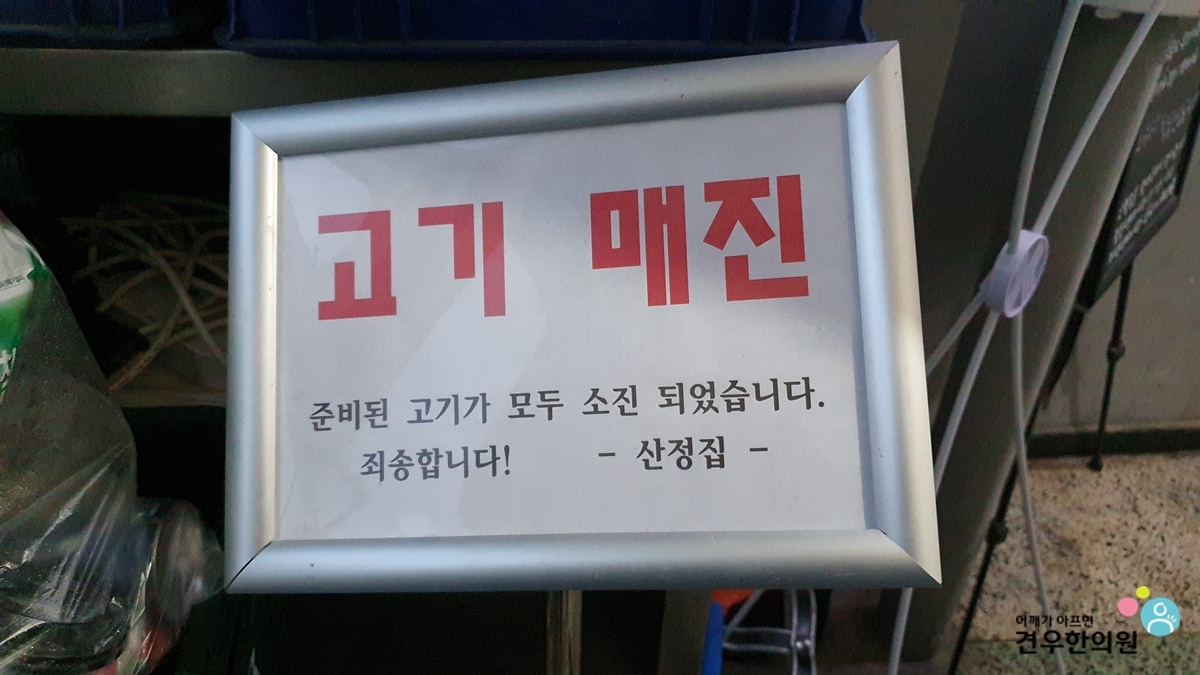 고기 매진
준비된 고기가 모두 소진 되었습니다.
죄송합니다! - 산정집 -
어깨가 아프면
견우한의원